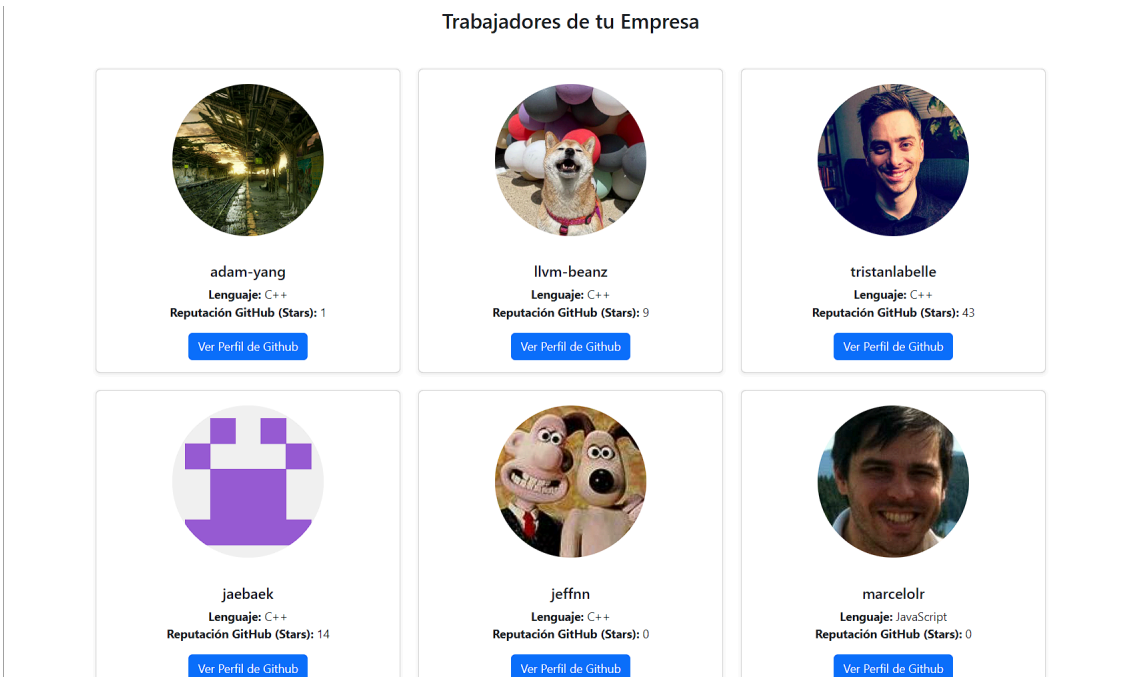 Trabajadores de tu Empresa
adam-yang
Lenguaje: C++
Reputación GitHub (Stars): 1
Ver Perfil de Github
llvm-beanz
Lenguaje: C++
Reputación GitHub (Stars): 9
Ver Perfil de Github
tristanlabelle
Lenguaje: C++
Reputación GitHub (Stars): 43
Ver Perfil de Github
jaebaek
Lenguaje: C++
Reputación GitHub (Stars): 14
Ver Perfil de Github
jeffnn
Lenguaje: C++
Reputación GitHub (Stars): 0
Ver Perfil de Github
marcelolr
Lenguaje: JavaScript
Reputación GitHub (Stars): 0
Ver Perfil de Github